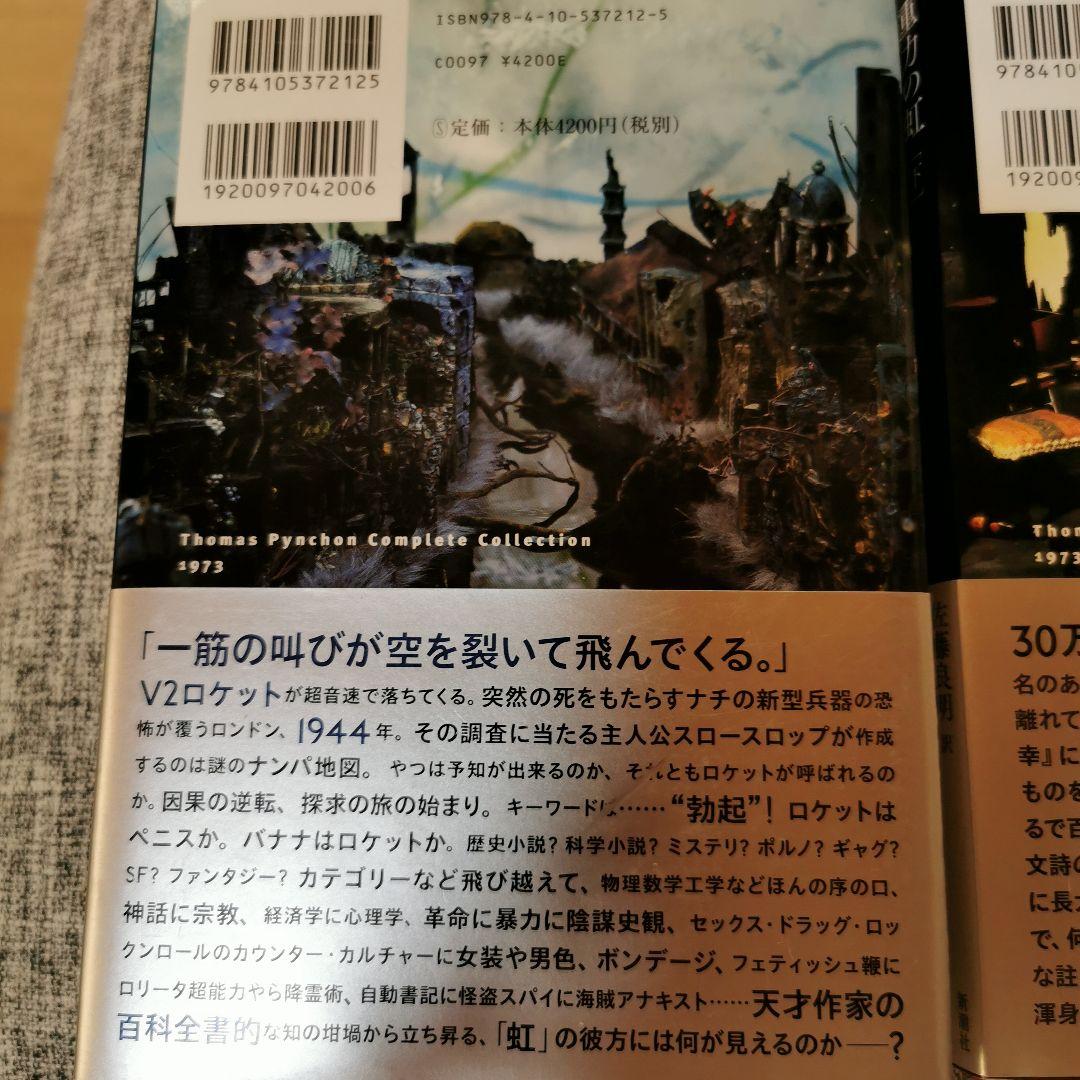 ISBN978-4-10-537212-5
9784105372125
C0097 ¥4200E
Ⓢ定価：本体4200円（税別）
1920097042006
Thomas Pynchon Complete Collection
1973
「一筋の叫びが空を裂いて飛んでくる。」
V2ロケットが超音速で落ちてくる。突然の死をもたらすナチの新型兵器の恐
怖が覆うロンドン、1944年。その調査に当たる主人公スロースロップが作成
するのは謎のナンパ地図。やつは予知が出来るのか、それともロケットが呼ばれるの
か。因果の逆転、探求の旅の始まり。キーワードは……“勃起”！ロケットは
ペニスか。バナナはロケットか。歴史小説？科学小説？ミステリ？ポルノ？ギャグ？
SF？ファンタジー？カテゴリーなど飛び越えて、物理数学工学などほんの序の口、
神話に宗教、経済学に心理学、革命に暴力に陰謀史観、セックス・ドラッグ・ロッ
クンロールのカウンター・カルチャーに女装や男色、ボンデージ、フェティッシュ鞭に
ロリータ超能力やら降霊術、自動書記に怪盗スパイに海賊アナキスト……天才作家の
百科全書的な知の坩堝から立ち昇る、「虹」の彼方には何が見えるのか──？
重力の虹［下］
佐藤良明 訳
新潮社
978410
192009
Thon
1973
30万
名のあ
離れて
幸』に
ものを
るで百
文詩の
に長大
で、何
な註
渾身